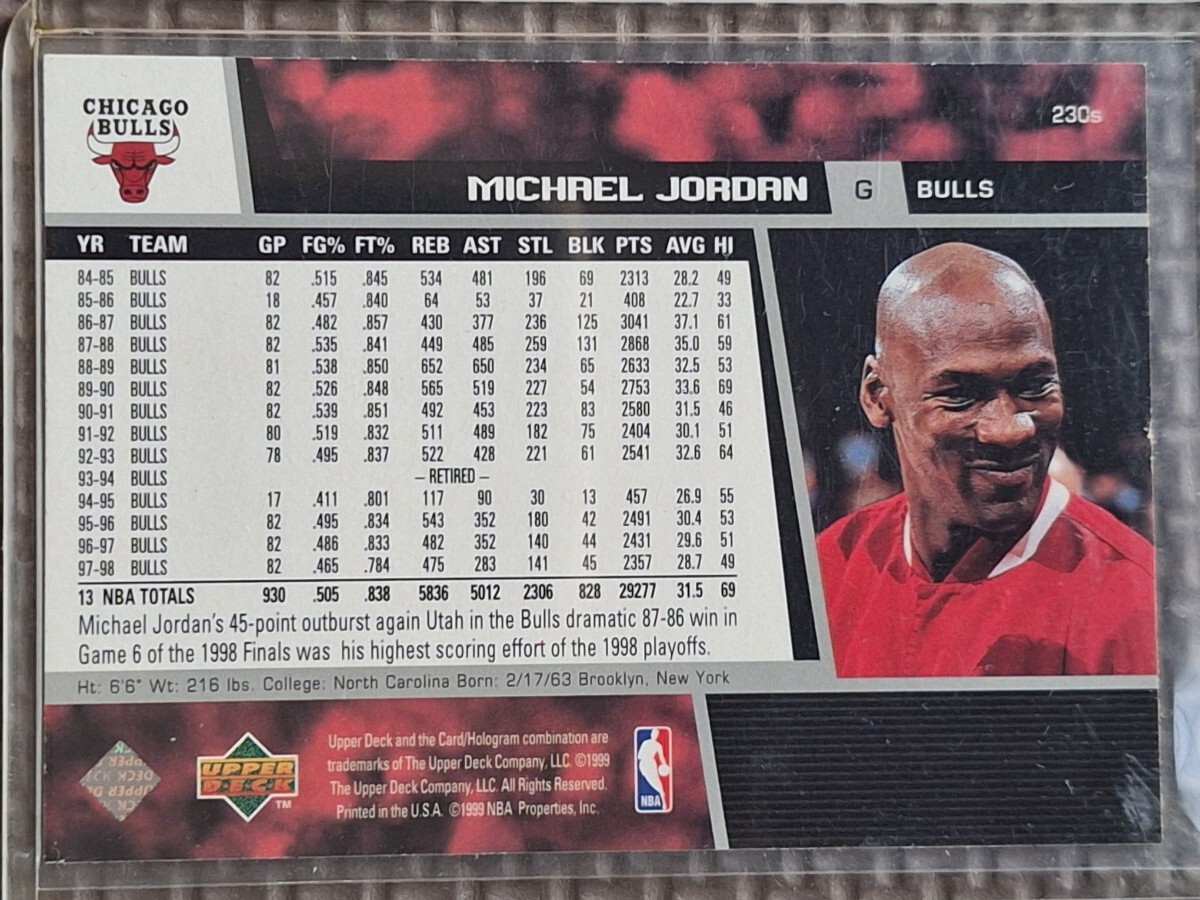 CHICAGO
BULLS
230s
MICHAEL JORDAN G BULLS
YR TEAM GP FG% FT% REB AST STL BLK PTS AVG HI
84-85 BULLS 82 .515 .845 534 481 196 69 2313 28.2 49
85-86 BULLS 18 .457 .840 64 53 37 21 408 22.7 33
86-87 BULLS 82 .482 .857 430 377 236 125 3041 37.1 61
87-88 BULLS 82 .535 .841 449 485 259 131 2868 35.0 59
88-89 BULLS 81 .538 .850 652 650 234 65 2633 32.5 53
89-90 BULLS 82 .526 .848 565 519 227 54 2753 33.6 69
90-91 BULLS 82 .539 .851 492 453 223 83 2580 31.5 46
91-92 BULLS 80 .519 .832 511 489 182 75 2404 30.1 51
92-93 BULLS 78 .495 .837 522 428 221 61 2541 32.6 64
93-94 BULLS – RETIRED –
94-95 BULLS 17 .411 .801 117 90 30 13 457 26.9 55
95-96 BULLS 82 .495 .834 543 352 180 42 2491 30.4 53
96-97 BULLS 82 .486 .833 482 352 140 44 2431 29.6 51
97-98 BULLS 82 .465 .784 475 283 141 45 2357 28.7 49
13 NBA TOTALS 930 .505 .838 5836 5012 2306 828 29277 31.5 69
Michael Jordan's 45-point outburst again Utah in the Bulls dramatic 87-86 win in
Game 6 of the 1998 Finals was his highest scoring effort of the 1998 playoffs.
Ht: 6'6" Wt: 216 lbs. College: North Carolina Born: 2/17/63 Brooklyn, New York
UPPER
DECK
TM
Upper Deck and the Card/Hologram combination are
trademarks of The Upper Deck Company, LLC. ©1999
The Upper Deck Company, LLC. All Rights Reserved.
Printed in the U.S.A. ©1999 NBA Properties, Inc.
NBA